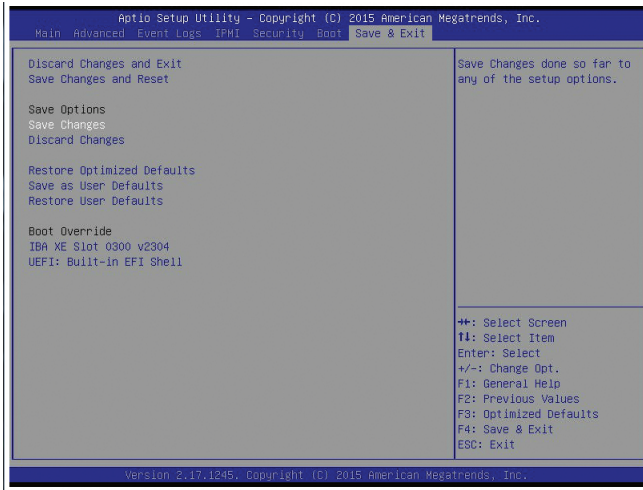 Aptio Setup Utility - Copyright (C) 2015 American Megatrends, Inc.
Main Advanced Event Logs IPMI Security Boot Save & Exit
Discard Changes and Exit
Save Changes and Reset
Save Options
Save Changes
Discard Changes
Restore Optimized Defaults
Save as User Defaults
Restore User Defaults
Boot Override
IBA XE Slot 0300 v2304
UEFI: Built-in EFI Shell
Save Changes done so far to
any of the setup options.
→←: Select Screen
↑↓: Select Item
Enter: Select
+/-: Change Opt.
F1: General Help
F2: Previous Values
F3: Optimized Defaults
F4: Save & Exit
ESC: Exit
Version 2.17.1245. Copyright (C) 2015 American Megatrends, Inc.